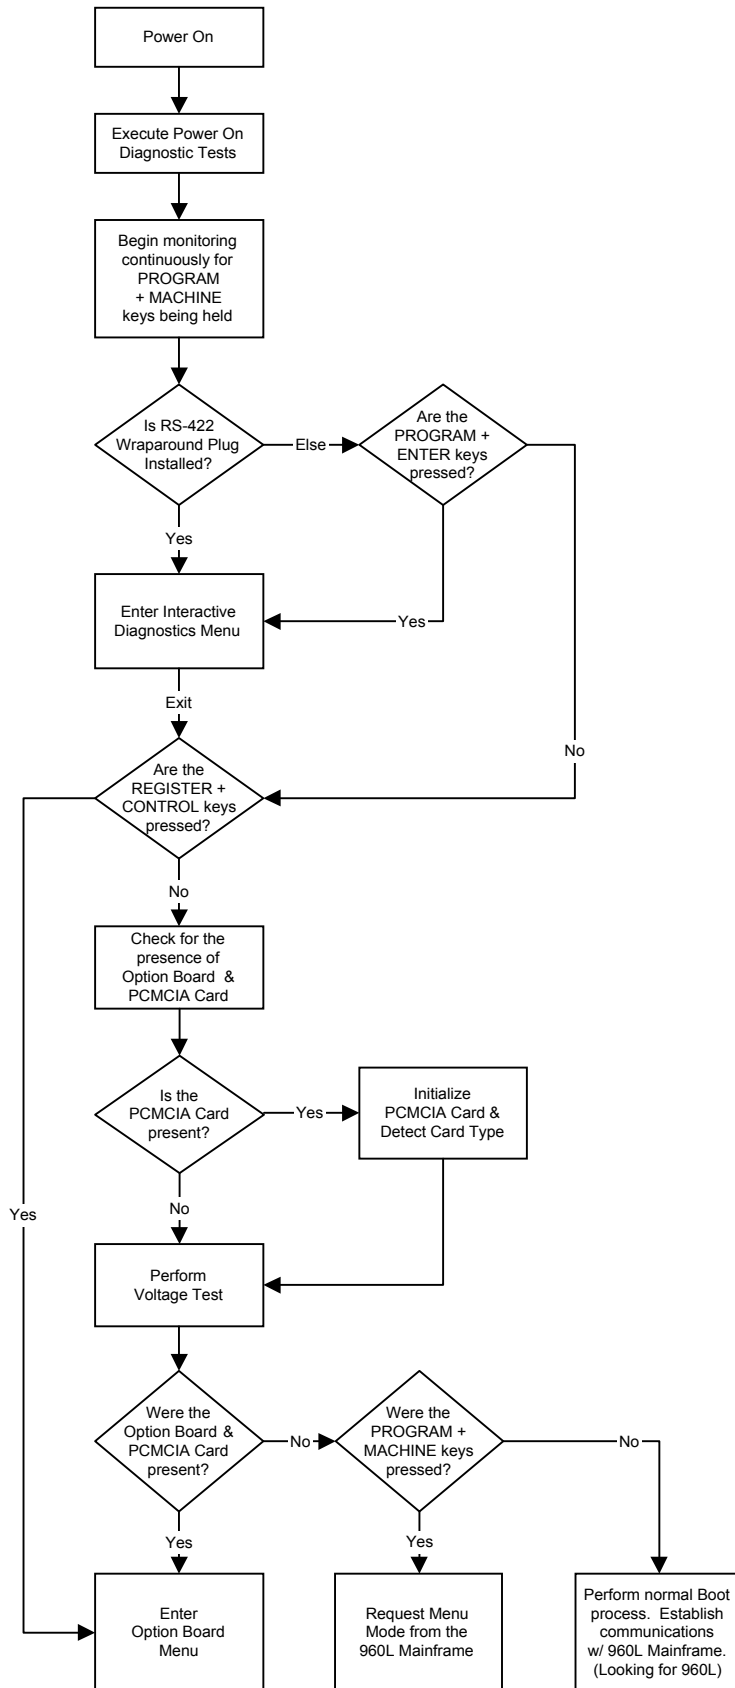 Power On
Execute Power On
Diagnostic Tests
Begin monitoring
continuously for
PROGRAM
+ MACHINE
keys being held
Is RS-422
Wraparound Plug
Installed?
Else
Are the
PROGRAM +
ENTER keys
pressed?
Yes
Enter Interactive
Diagnostics Menu
Yes
Exit
No
Are the
REGISTER +
CONTROL keys
pressed?
No
Check for the
presence of
Option Board &
PCMCIA Card
Is the
PCMCIA Card
present?
Yes
Initialize
PCMCIA Card &
Detect Card Type
Yes
No
Perform
Voltage Test
Were the
Option Board &
PCMCIA Card
present?
No
Were the
PROGRAM +
MACHINE keys
pressed?
No
Yes
Yes
Enter
Option Board
Menu
Request Menu
Mode from the
960L Mainframe
Perform normal Boot
process. Establish
communications
w/ 960L Mainframe.
(Looking for 960L)